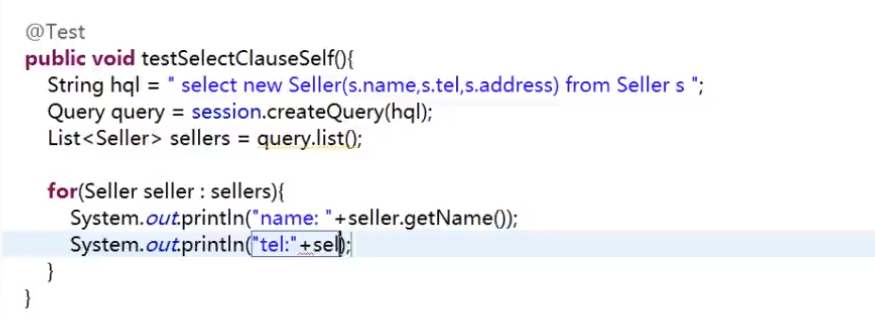 @Test
public void testSelectClauseSelf(){
String hql = " select new Seller(s.name,s.tel,s.address) from Seller s ";
Query query = session.createQuery(hql);
List<Seller> sellers = query.list();
for(Seller seller : sellers){
System.out.println("name: "+seller.getName());
System.out.println("tel:"+sel);
}
}